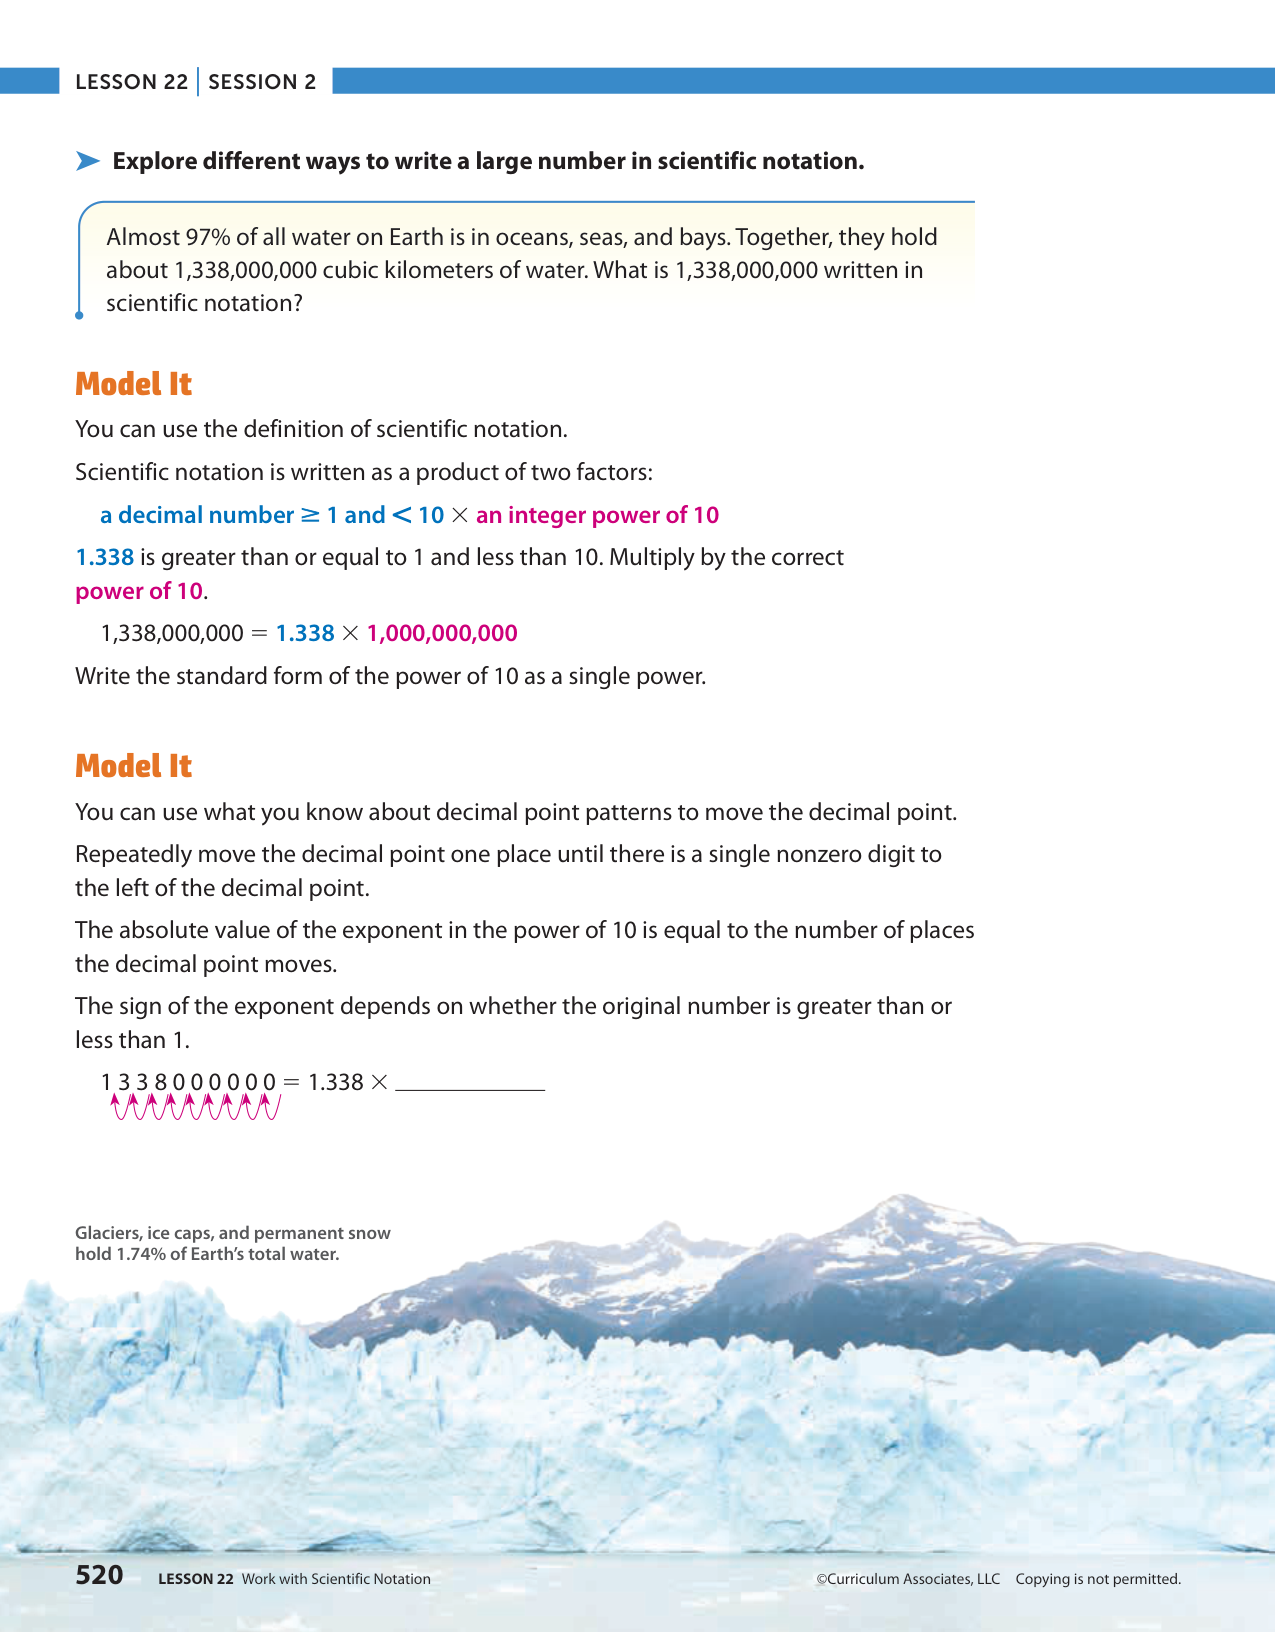 LESSON 22 | SESSION 2
Explore different ways to write a large number in scientific notation.
Almost 97% of all water on Earth is in oceans, seas, and bays. Together, they hold
about 1,338,000,000 cubic kilometers of water. What is 1,338,000,000 written in
scientific notation?
Model It
You can use the definition of scientific notation.
Scientific notation is written as a product of two factors:
a decimal number ≥ 1 and < 10 × an integer power of 10
1.338 is greater than or equal to 1 and less than 10. Multiply by the correct
power of 10.
1,338,000,000 = 1.338 × 1,000,000,000
Write the standard form of the power of 10 as a single power.
Model It
You can use what you know about decimal point patterns to move the decimal point.
Repeatedly move the decimal point one place until there is a single nonzero digit to
the left of the decimal point.
The absolute value of the exponent in the power of 10 is equal to the number of places
the decimal point moves.
The sign of the exponent depends on whether the original number is greater than or
less than 1.
1 3 3 8 0 0 0 0 0 0 = 1.338 × ____________
Glaciers, ice caps, and permanent snow
hold 1.74% of Earth's total water.
520 LESSON 22 Work with Scientific Notation ©Curriculum Associates, LLC Copying is not permitted.